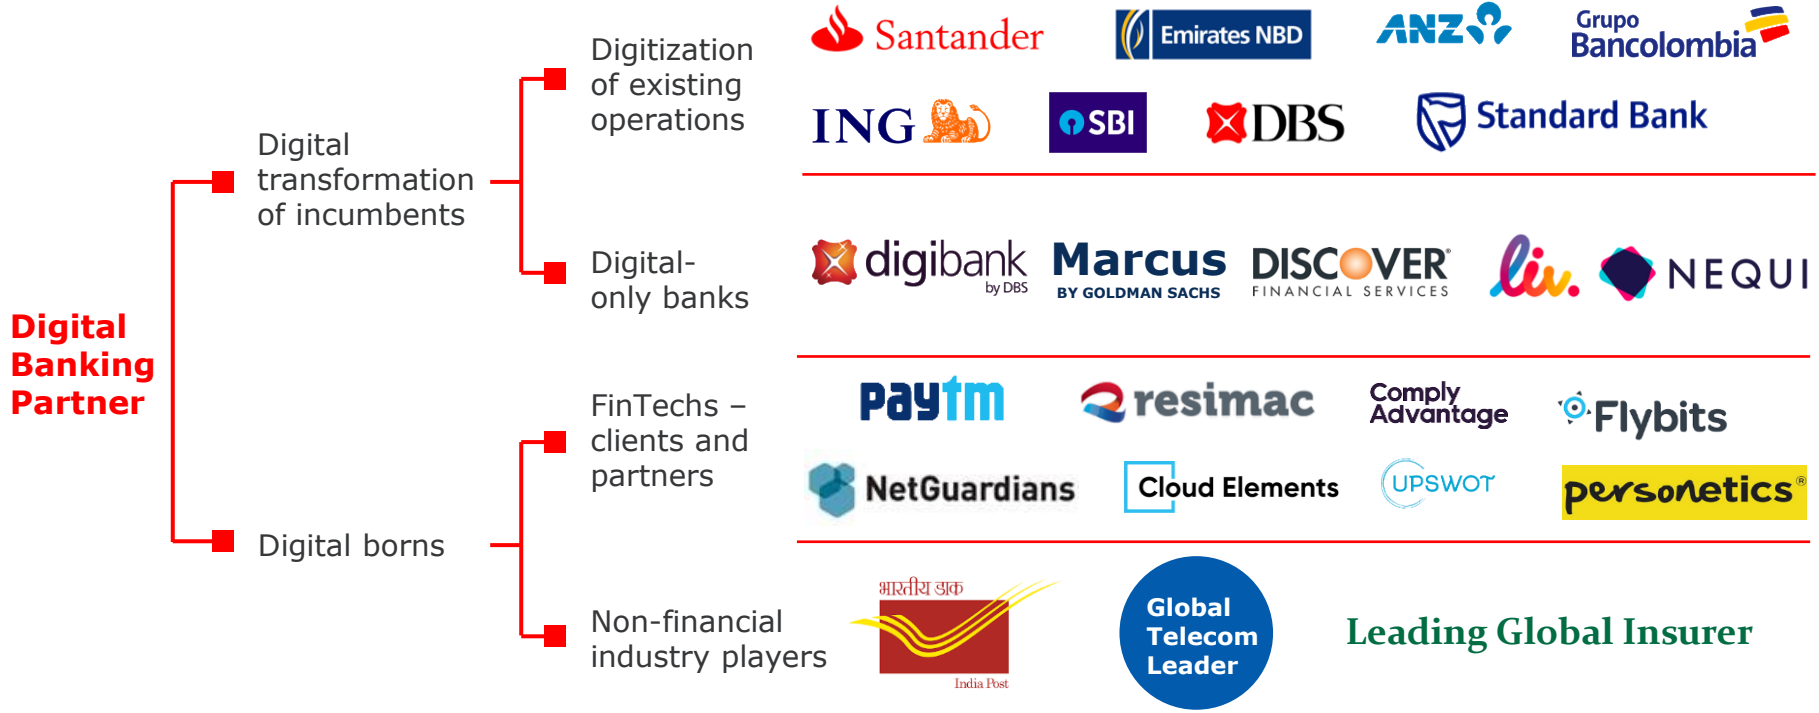 Digital
Banking
Partner
Digital
transformation
of incumbents
Digitization
of existing
operations
Santander
Emirates NBD
ANZ
Grupo
Bancolombia
ING
SBI
DBS
Standard Bank
Digital-
only banks
digibank
by DBS
Marcus
BY GOLDMAN SACHS
DISCOVER®
FINANCIAL SERVICES
liv.
NEQUI
Digital borns
FinTechs –
clients and
partners
paytm
resimac
Comply
Advantage
Flybits
NetGuardians
Cloud Elements
UPSWOT
personetics®
Non-financial
industry players
भारतीय डाक
India Post
Global
Telecom
Leader
Leading Global Insurer